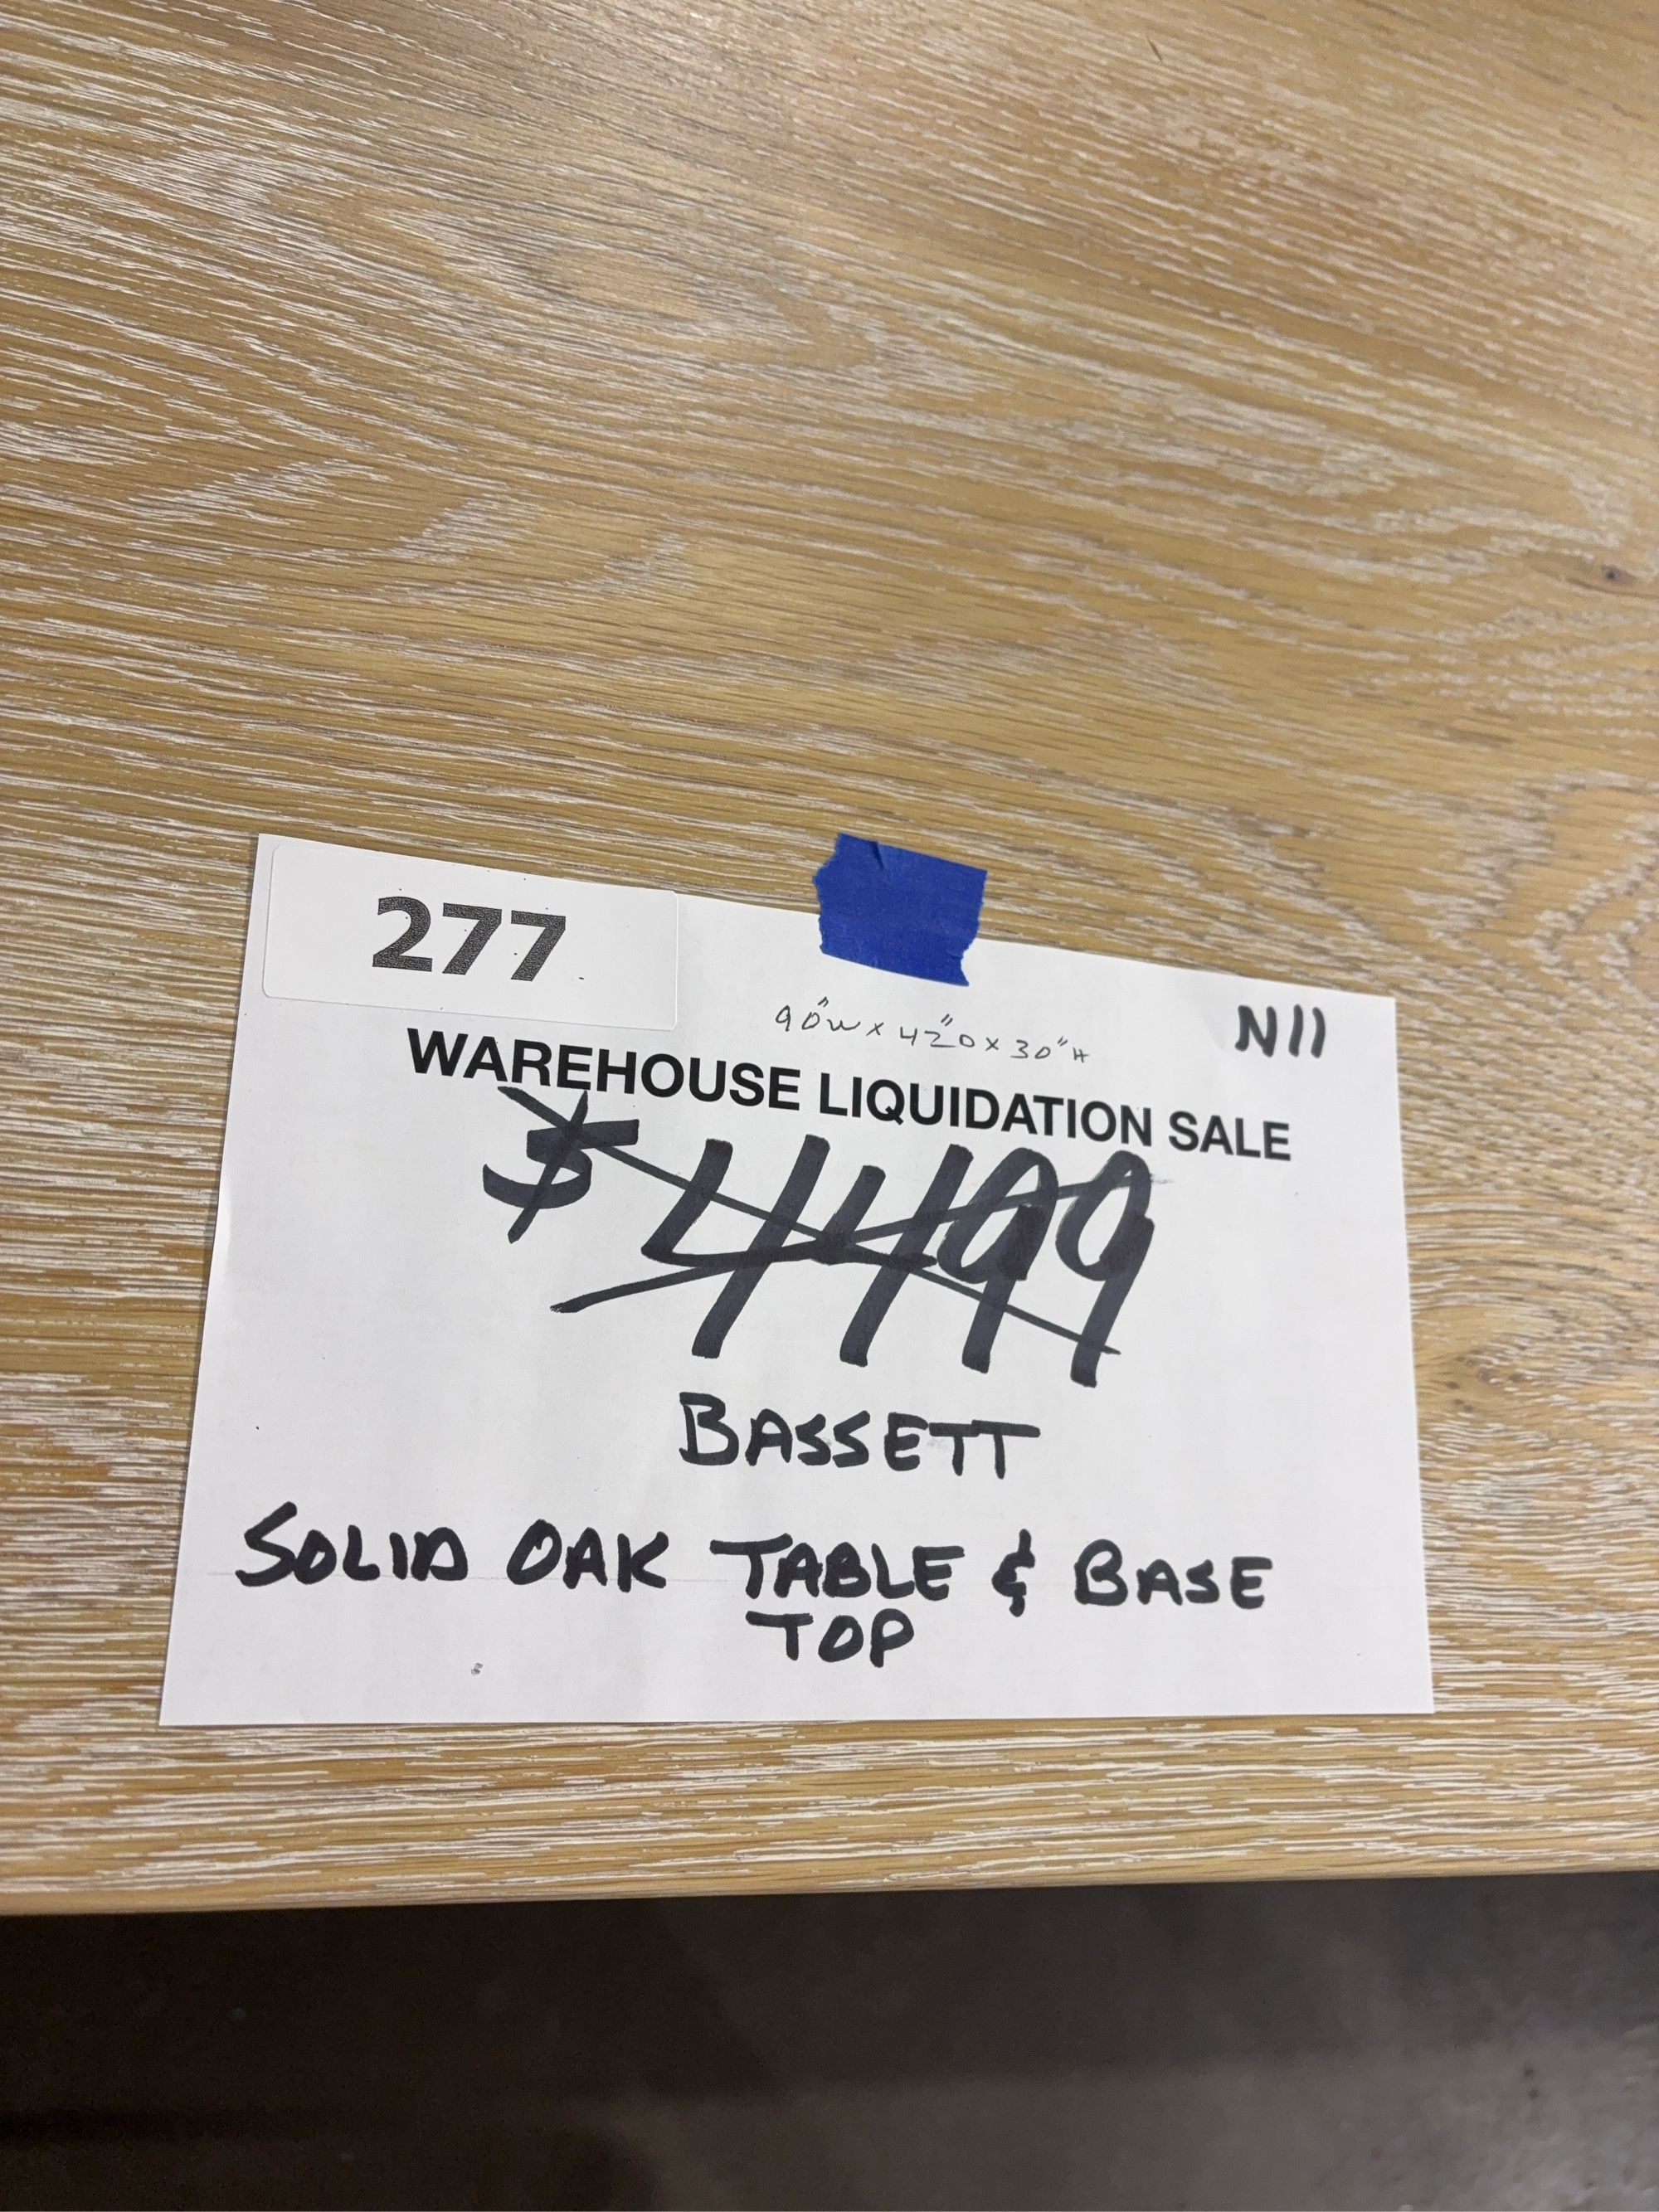 277
90"W x 42"D x 30"H
N11
WAREHOUSE LIQUIDATION SALE
$4499
BASSETT
SOLID OAK TABLE & BASE
TOP